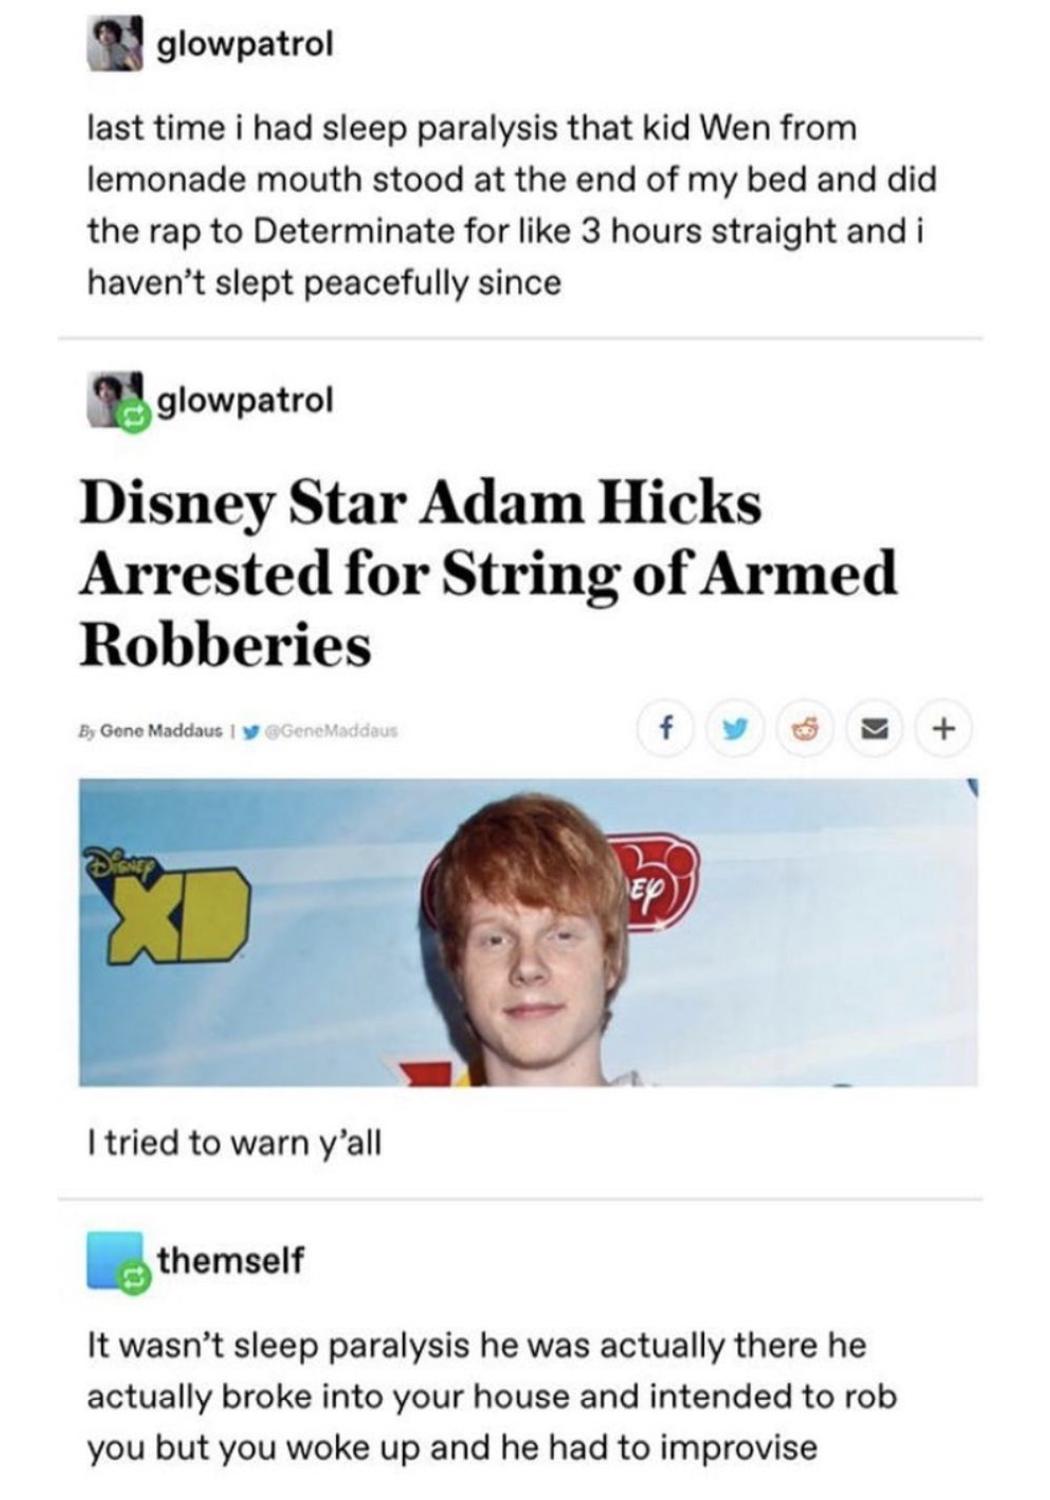 glowpatrol
last time i had sleep paralysis that kid Wen from
lemonade mouth stood at the end of my bed and did
the rap to Determinate for like 3 hours straight and i
haven’t slept peacefully since
glowpatrol
Disney Star Adam Hicks
Arrested for String of Armed
Robberies
By Gene Maddaus | @GeneMaddaus
f
+
Disney
XD
EY
I tried to warn y’all
themself
It wasn’t sleep paralysis he was actually there he
actually broke into your house and intended to rob
you but you woke up and he had to improvise